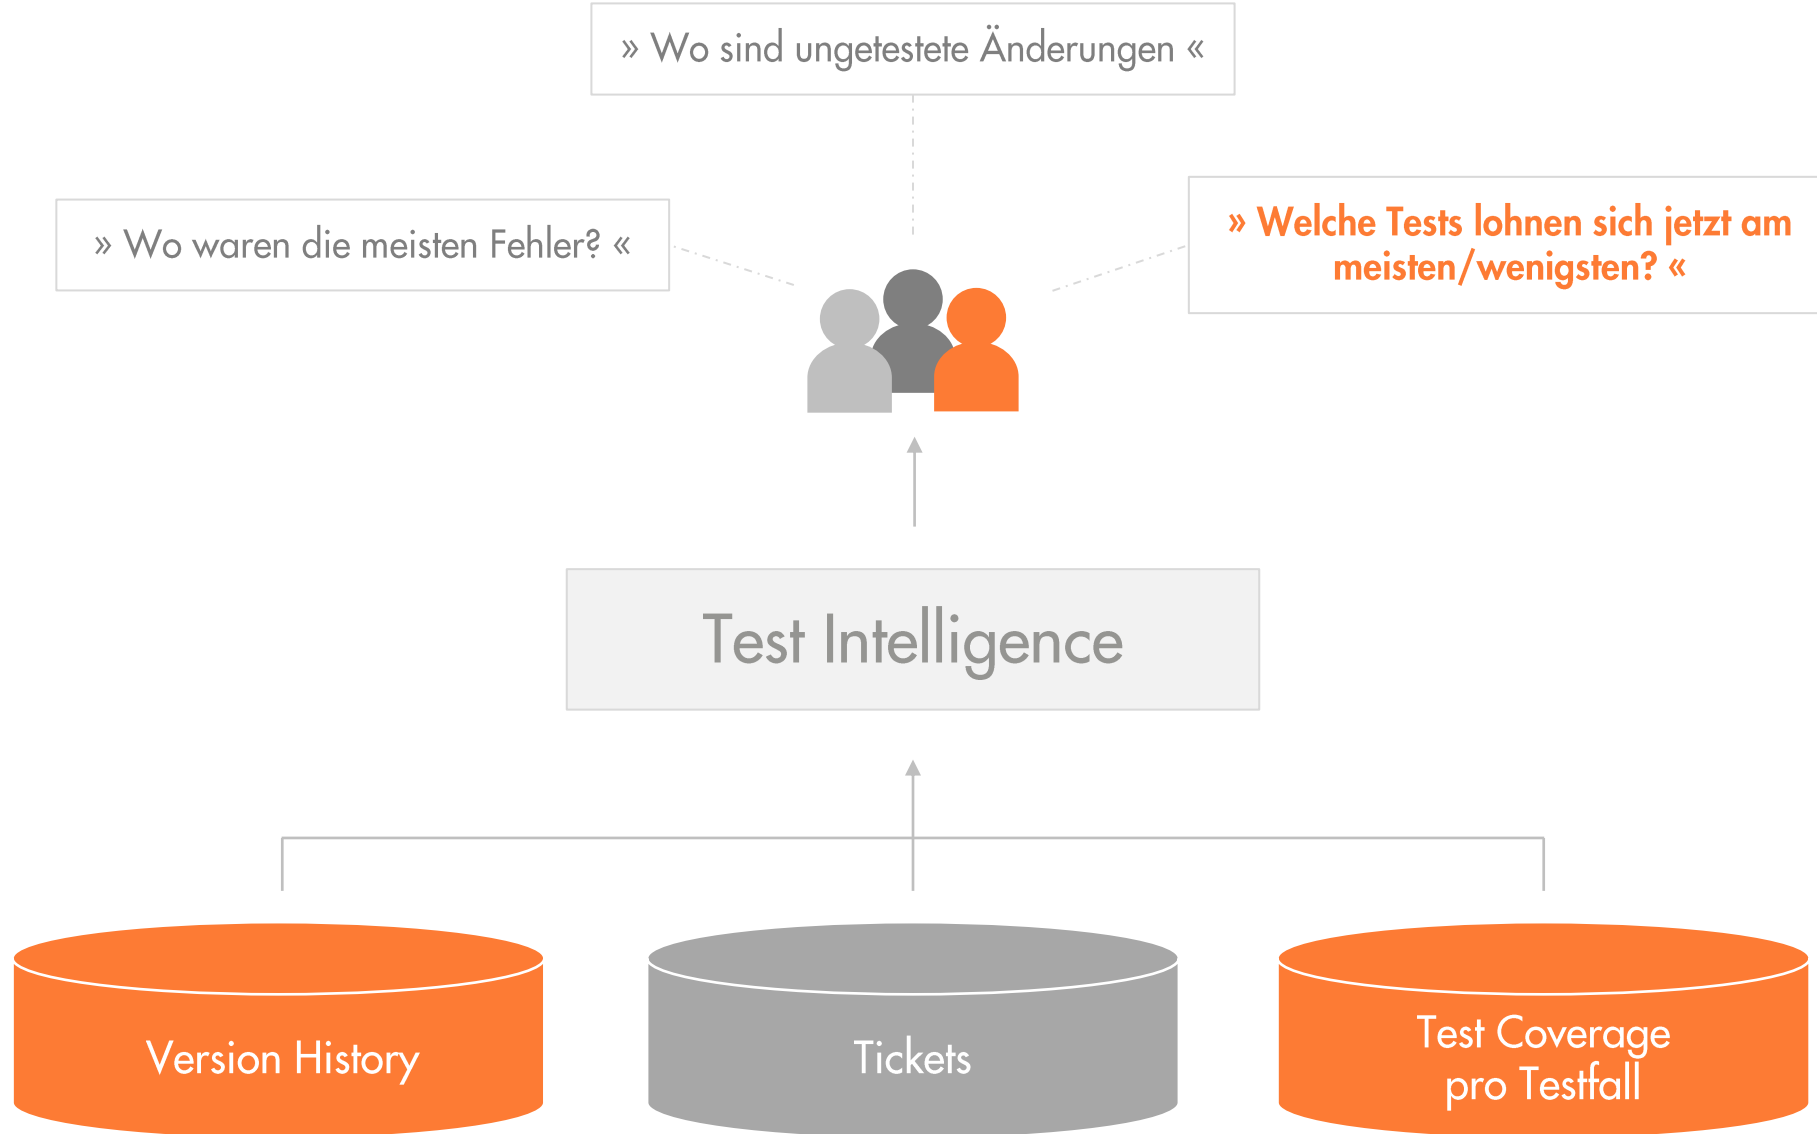 » Wo sind ungetestete Änderungen «
» Wo waren die meisten Fehler? «
» Welche Tests lohnen sich jetzt am
meisten/wenigsten? «
Test Intelligence
Version History
Tickets
Test Coverage
pro Testfall